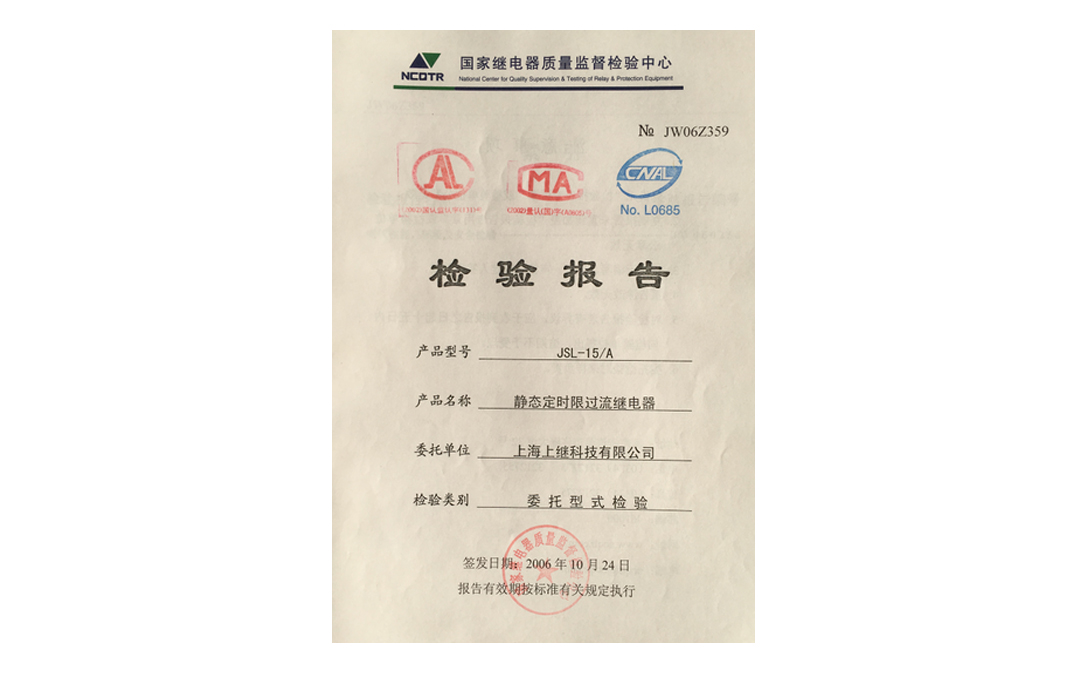 NCQTR
国家继电器质量监督检验中心
National Center for Quality Supervision & Testing of Relay & Protection Equipment
№ JW06Z359
AL
MA
CNAL
No. L0685
检验报告
产品型号 JSL-15/A
产品名称 静态定时限过流继电器
委托单位 上海上继科技有限公司
检验类别 委托型式检验
签发日期：2006年10月24日
报告有效期按标准有关规定执行